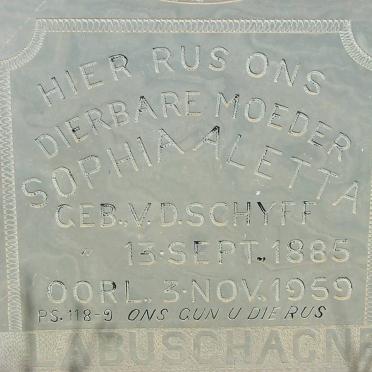 HIER RUS ONS
DIERBARE MOEDER
SOPHIA ALETTA
GEB. V.D. SCHYFF
13. SEPT. 1885
OORL. 3. NOV. 1959
PS. 118-9 ONS GUN U DIE RUS
LABUSCHAGNE